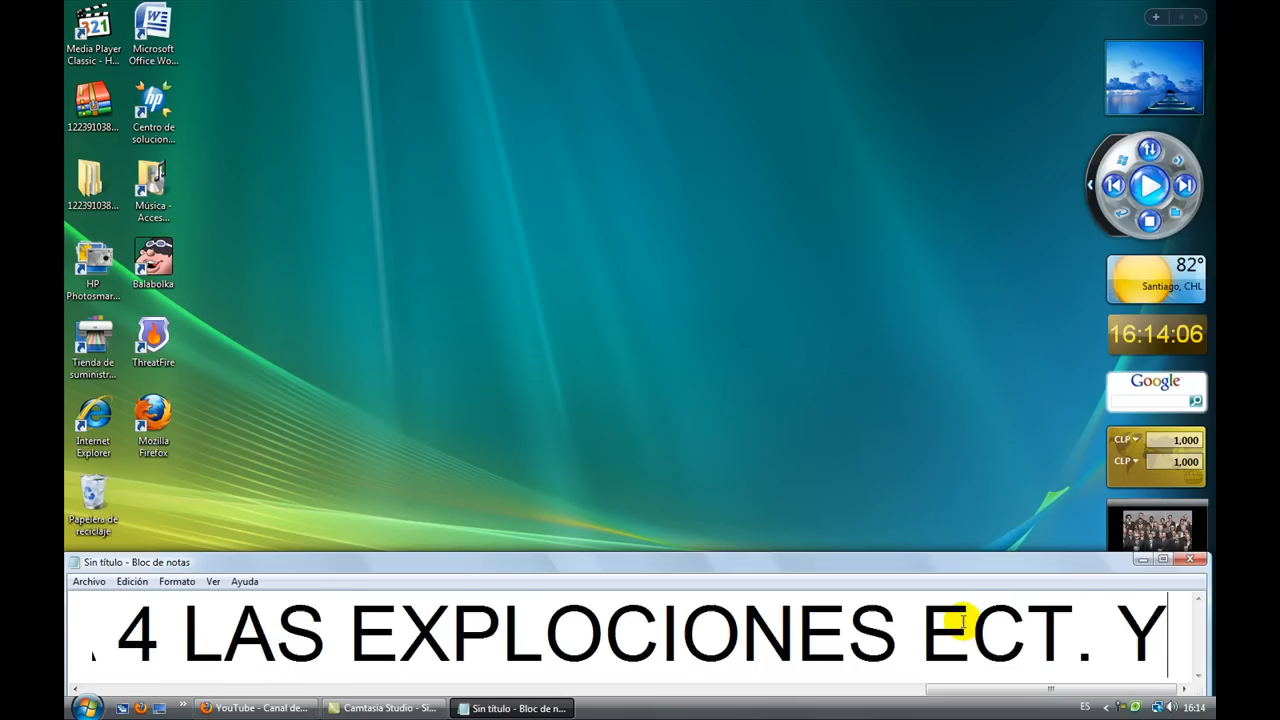 Media Player
Classic - H...
Microsoft
Office Wo...
122391038...
Centro de
solucion...
122391038...
Música -
Acces...
HP
Photosmar...
Balabolka
Tienda de
suministr...
ThreatFire
Internet
Explorer
Mozilla
Firefox
Papelera de
reciclaje
82°
Santiago, CHL
16:14:06
Google
CLP 1,000
CLP 1,000
Sin título - Bloc de notas
Archivo Edición Formato Ver Ayuda
4 LAS EXPLOCIONES ECT. Y
YouTube - Canal de...
Camtasia Studio - Si...
Sin título - Bloc de n...
ES
16:14